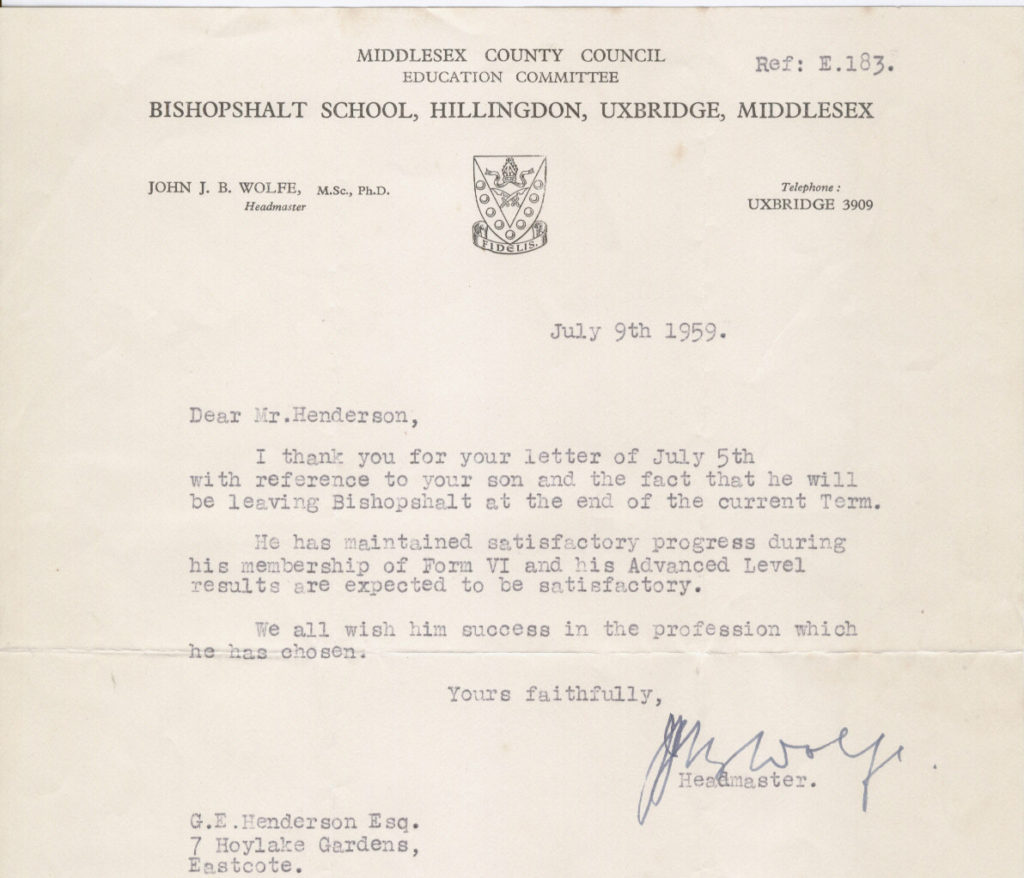 MIDDLESEX COUNTY COUNCIL
EDUCATION COMMITTEE
Ref: E.183.
BISHOPSHALT SCHOOL, HILLINGDON, UXBRIDGE, MIDDLESEX
JOHN J. B. WOLFE, M.Sc., Ph.D.
Headmaster
FIDELIS.
Telephone :
UXBRIDGE 3909
July 9th 1959.
Dear Mr.Henderson,
I thank you for your letter of July 5th
with reference to your son and the fact that he will
be leaving Bishopshalt at the end of the current Term.
He has maintained satisfactory progress during
his membership of Form VI and his Advanced Level
results are expected to be satisfactory.
We all wish him success in the profession which
he has chosen.
Yours faithfully,
JJB Wolfe.
Headmaster.
G.E.Henderson Esq.
7 Hoylake Gardens,
Eastcote.